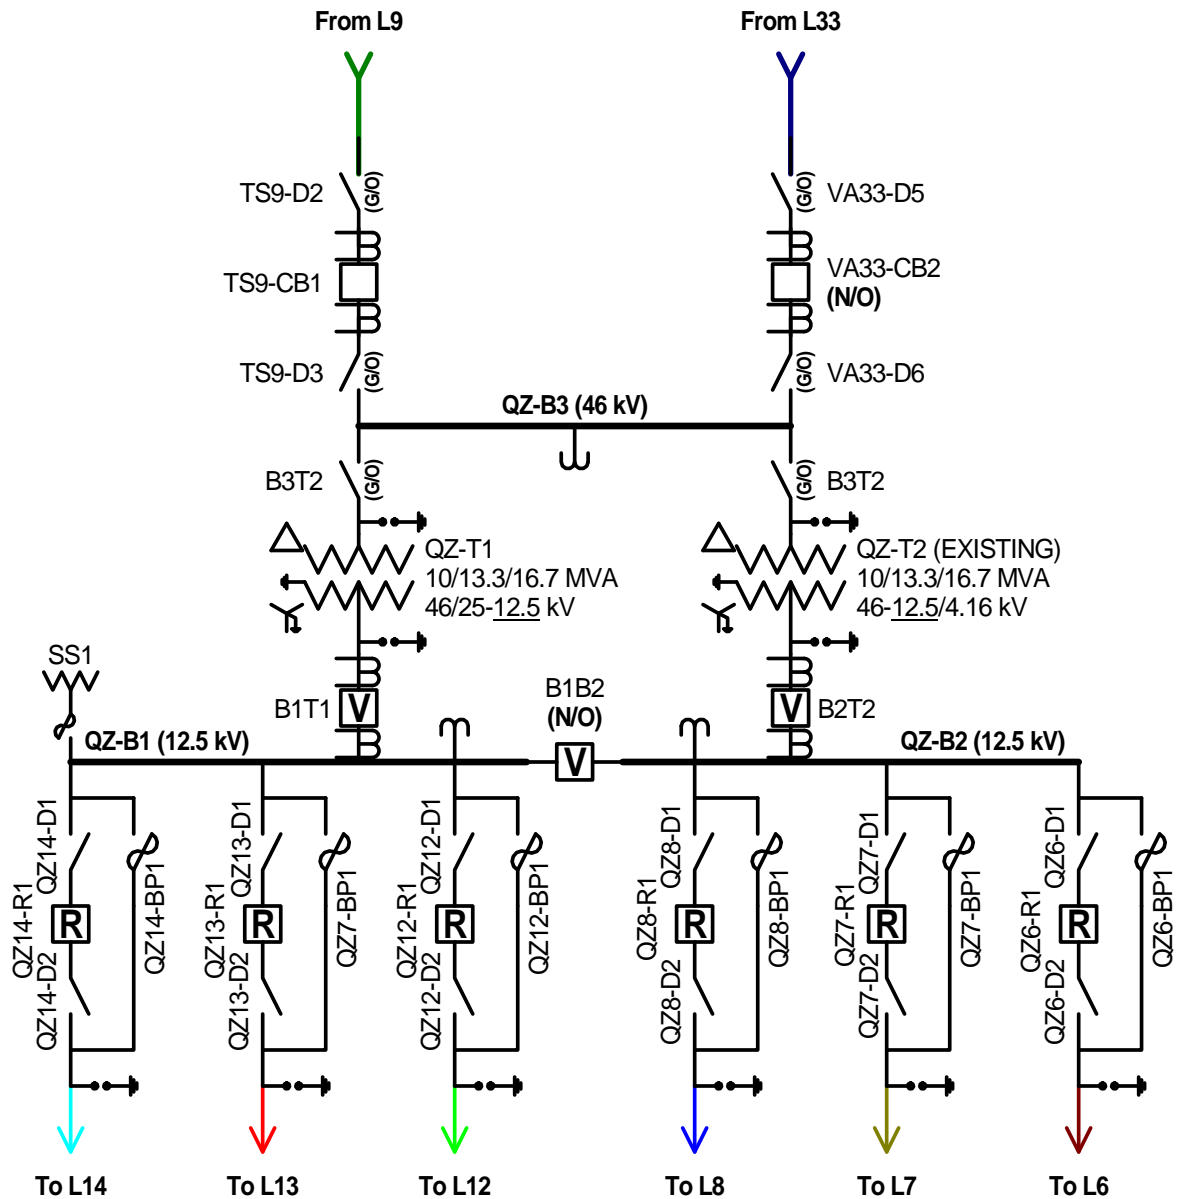 From L9
From L33
TS9-D2
(G/O)
(G/O)
VA33-D5
TS9-CB1
VA33-CB2
(N/O)
TS9-D3
(G/O)
(G/O)
VA33-D6
QZ-B3 (46 kV)
B3T2
(G/O)
(G/O)
B3T2
QZ-T1
10/13.3/16.7 MVA
46/25-12.5 kV
QZ-T2 (EXISTING)
10/13.3/16.7 MVA
46-12.5/4.16 kV
SS1
B1T1
V
B1B2
(N/O)
V
V
B2T2
QZ-B1 (12.5 kV)
QZ-B2 (12.5 kV)
QZ14-D1
QZ14-R1
R
QZ14-D2
QZ14-BP1
QZ13-D1
QZ13-R1
R
QZ13-D2
QZ7-BP1
QZ12-D1
QZ12-R1
R
QZ12-D2
QZ12-BP1
QZ8-D1
QZ8-R1
R
QZ8-D2
QZ8-BP1
QZ7-D1
QZ7-R1
R
QZ7-D2
QZ7-BP1
QZ6-D1
QZ6-R1
R
QZ6-D2
QZ6-BP1
To L14
To L13
To L12
To L8
To L7
To L6